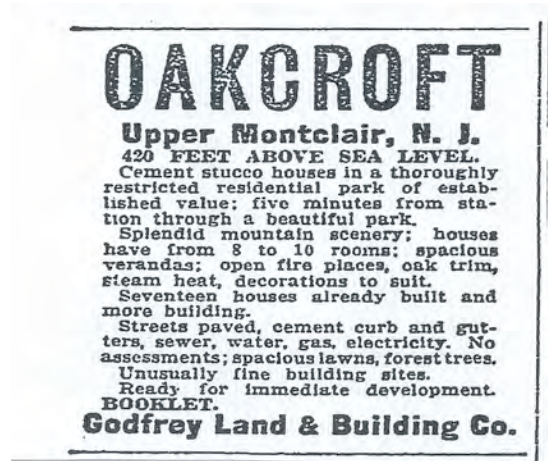 OAKCROFT
Upper Montclair, N. J.
420 FEET ABOVE SEA LEVEL.
Cement stucco houses in a thoroughly
restricted residential park of estab-
lished value; five minutes from sta-
tion through a beautiful park.
Splendid mountain scenery; houses
have from 8 to 10 rooms; spacious
verandas; open fire places, oak trim,
steam heat, decorations to suit.
Seventeen houses already built and
more building.
Streets paved, cement curb and gut-
ters, sewer, water, gas, electricity. No
assessments; spacious lawns, forest trees.
Unusually fine building sites.
Ready for immediate development.
BOOKLET.
Godfrey Land & Building Co.